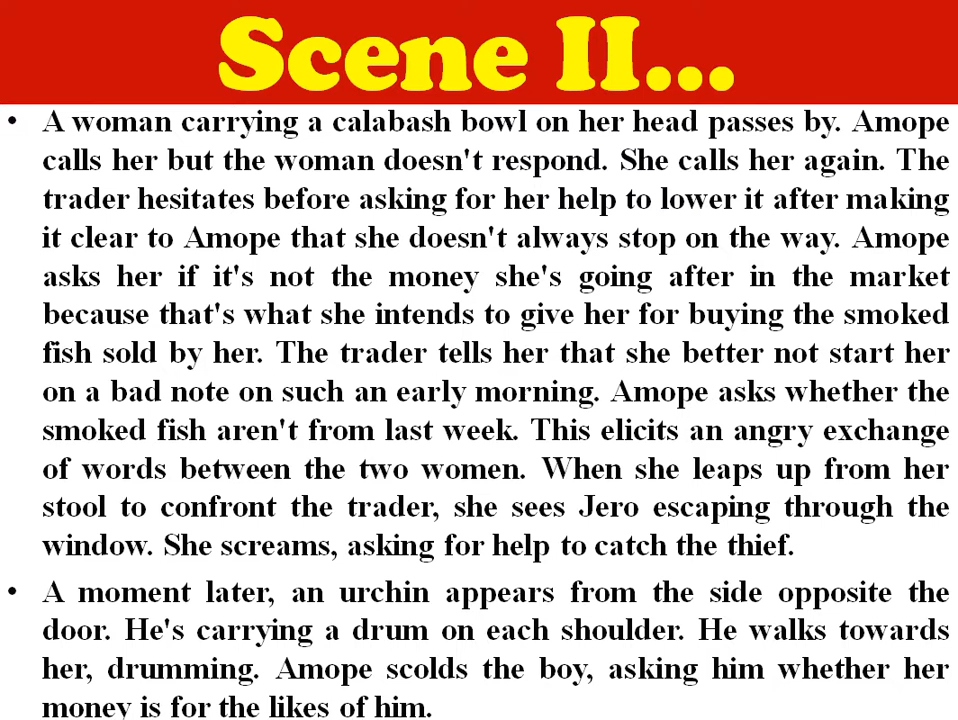 Scene II...
• A woman carrying a calabash bowl on her head passes by. Amope
calls her but the woman doesn't respond. She calls her again. The
trader hesitates before asking for her help to lower it after making
it clear to Amope that she doesn't always stop on the way. Amope
asks her if it's not the money she's going after in the market
because that's what she intends to give her for buying the smoked
fish sold by her. The trader tells her that she better not start her
on a bad note on such an early morning. Amope asks whether the
smoked fish aren't from last week. This elicits an angry exchange
of words between the two women. When she leaps up from her
stool to confront the trader, she sees Jero escaping through the
window. She screams, asking for help to catch the thief.
• A moment later, an urchin appears from the side opposite the
door. He's carrying a drum on each shoulder. He walks towards
her, drumming. Amope scolds the boy, asking him whether her
money is for the likes of him.